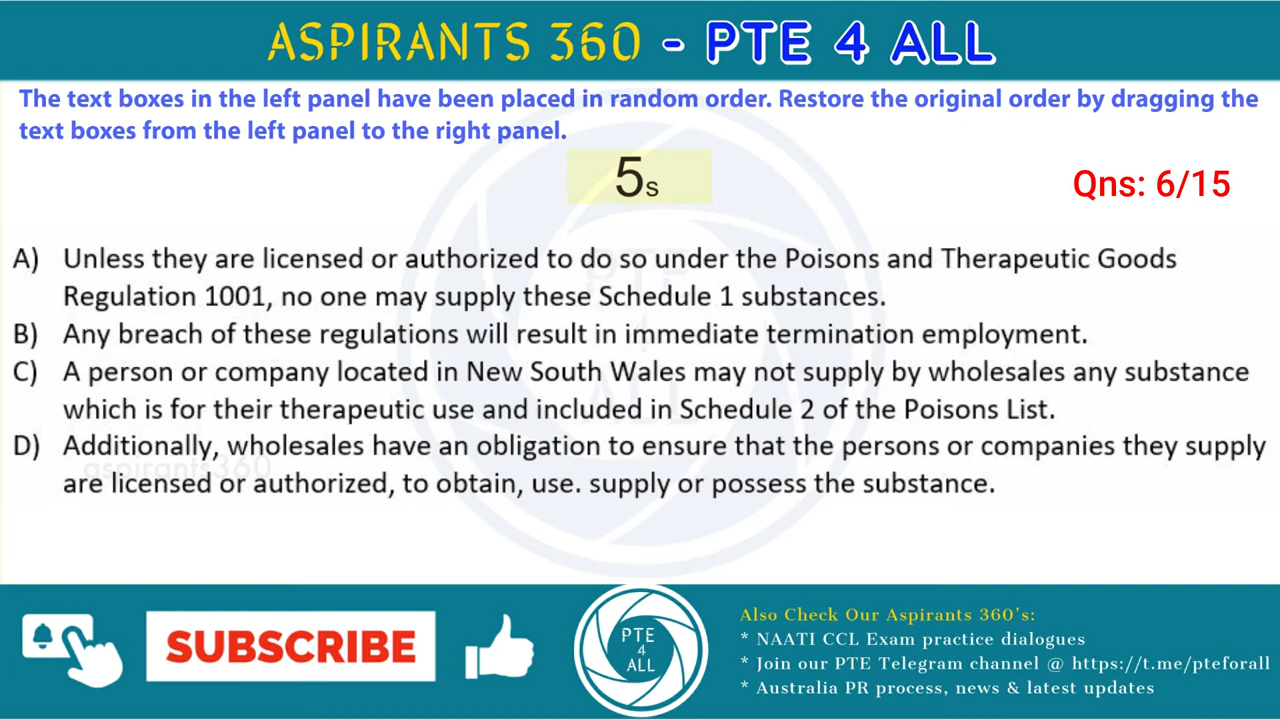 ASPIRANTS 360 - PTE 4 ALL
The text boxes in the left panel have been placed in random order. Restore the original order by dragging the
text boxes from the left panel to the right panel.
5s
Qns: 6/15
A) Unless they are licensed or authorized to do so under the Poisons and Therapeutic Goods
Regulation 1001, no one may supply these Schedule 1 substances.
B) Any breach of these regulations will result in immediate termination employment.
C) A person or company located in New South Wales may not supply by wholesales any substance
which is for their therapeutic use and included in Schedule 2 of the Poisons List.
D) Additionally, wholesales have an obligation to ensure that the persons or companies they supply
aspirants360
are licensed or authorized, to obtain, use. supply or possess the substance.
PTE
4
ALL
SUBSCRIBE
PTE
4
ALL
Also Check Our Aspirants 360's:
* NAATI CCL Exam practice dialogues
* Join our PTE Telegram channel @ https://t.me/pteforall
* Australia PR process, news & latest updates